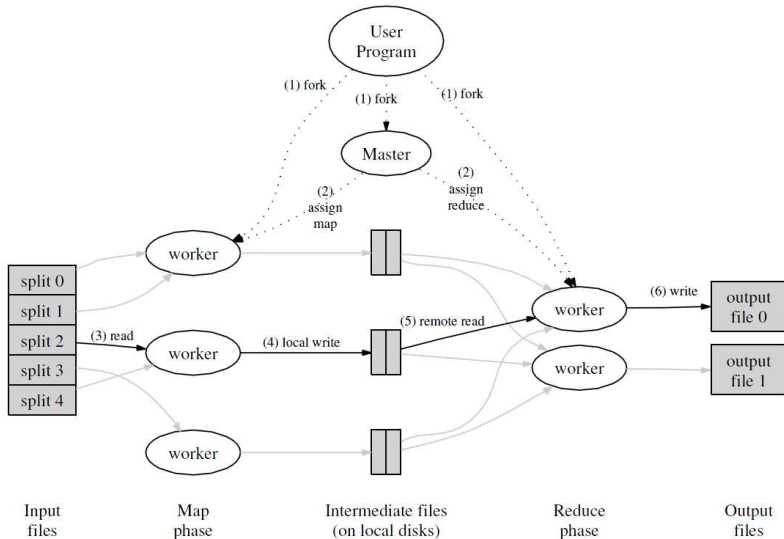 User
Program
(1) fork
(1) fork
(1) fork
Master
(2)
assign
map
(2)
assign
reduce
worker
split 0
split 1
split 2
split 3
split 4
(3) read
worker
(4) local write
(5) remote read
worker
(6) write
output
file 0
worker
output
file 1
worker
Input
files
Map
phase
Intermediate files
(on local disks)
Reduce
phase
Output
files